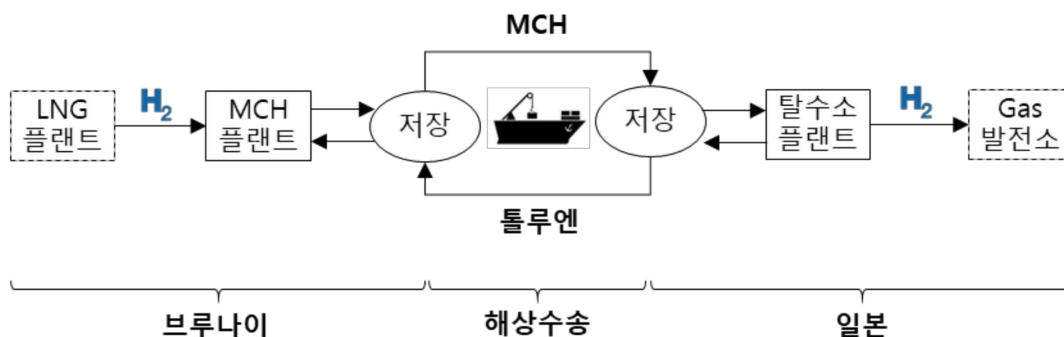 MCH
LNG
플랜트
H₂
MCH
플랜트
저장
저장
탈수소
플랜트
H₂
Gas
발전소
톨루엔
브루나이
해상수송
일본